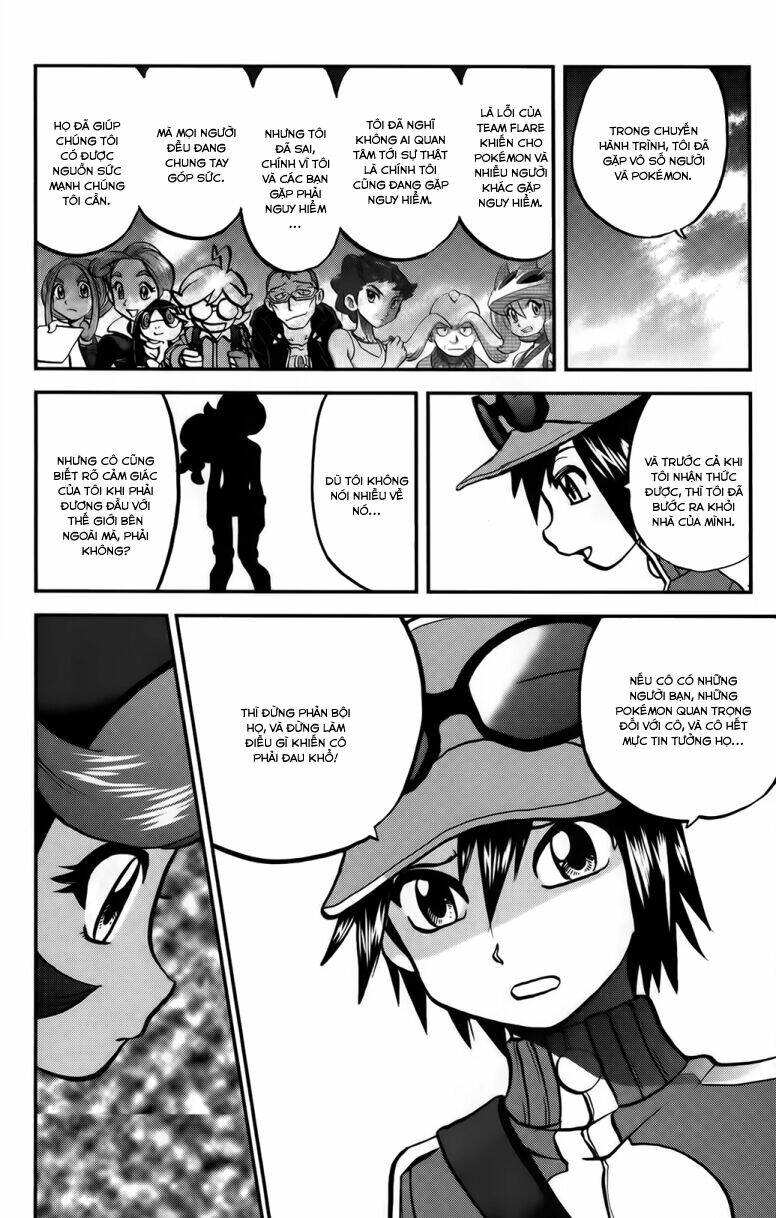 TRONG CHUYẾN
HÀNH TRÌNH, TÔI ĐÃ
GẶP VÔ SỐ NGƯỜI
VÀ POKÉMON.
LÀ LỖI CỦA
TEAM FLARE
KHIẾN CHO
POKÉMON VÀ
NHIỀU NGƯỜI
KHÁC GẶP
NGUY HIỂM.
TÔI ĐÃ NGHĨ
KHÔNG AI QUAN
TÂM TỚI SỰ THẬT
LÀ CHÍNH TÔI
CŨNG ĐANG GẶP
NGUY HIỂM.
NHƯNG TÔI
ĐÃ SAI,
CHÍNH VÌ TÔI
VÀ CÁC BẠN
GẶP PHẢI
NGUY HIỂM
...
MÀ MỌI NGƯỜI
ĐỀU ĐANG
CHUNG TAY
GÓP SỨC.
HỌ ĐÃ GIÚP
CHÚNG TÔI
CÓ ĐƯỢC
NGUỒN SỨC
MẠNH CHÚNG
TÔI CẦN.
VÀ TRƯỚC CẢ KHI
TÔI NHẬN THỨC
ĐƯỢC, THÌ TÔI ĐÃ
BƯỚC RA KHỎI
NHÀ CỦA MÌNH.
DŨ TÔI KHÔNG
NÓI NHIỀU VỀ
NÓ...
NHƯNG CÔ CŨNG
BIẾT RÕ CẢM GIÁC
CỦA TÔI KHI PHẢI
ĐƯƠNG ĐẦU VỚI
THẾ GIỚI BÊN
NGOÀI MÀ, PHẢI
KHÔNG?
NẾU CÔ CÓ NHỮNG
NGƯỜI BẠN, NHỮNG
POKÉMON QUAN TRỌNG
ĐỐI VỚI CÔ, VÀ CÔ HẾT
MỰC TIN TƯỞNG HỌ...
THÌ ĐỪNG PHẢN BỘI
HỌ, VÀ ĐỪNG LÀM
ĐIỀU GÌ KHIẾN CÔ
PHẢI ĐAU KHỔ!